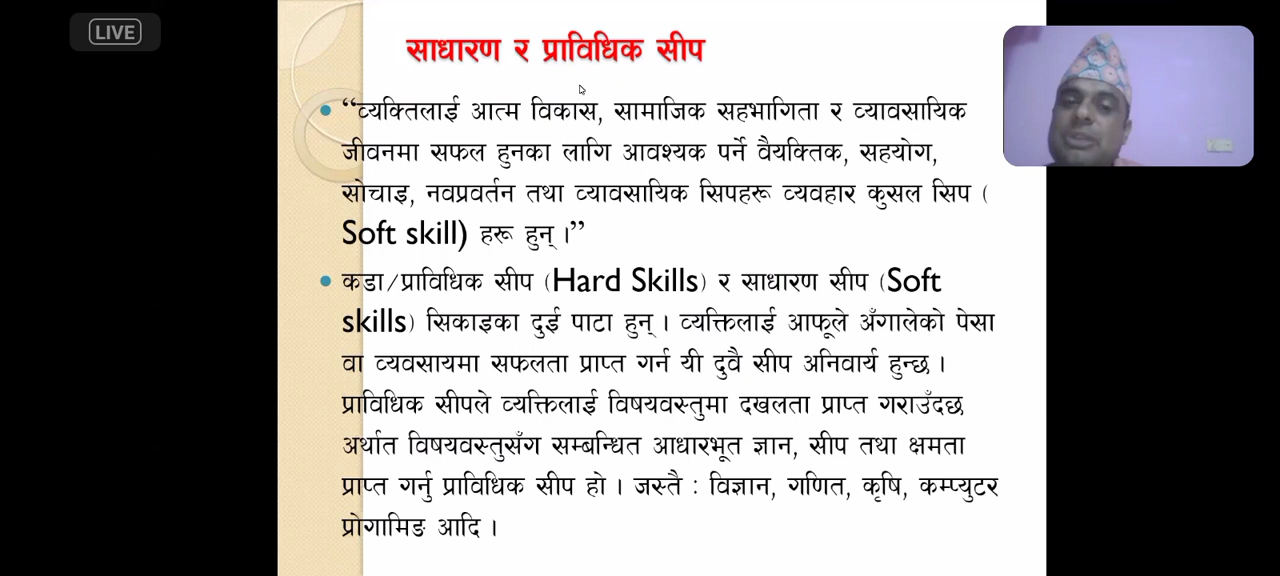 LIVE
साधारण र प्राविधिक सीप
“व्यक्तिलाई आत्म विकास, सामाजिक सहभागिता र व्यावसायिक
जीवनमा सफल हुनका लागि आवश्यक पर्ने वैयक्तिक, सहयोग,
सोचाइ, नवप्रवर्तन तथा व्यावसायिक सिपहरू व्यवहार कुसल सिप (
Soft skill) हरू हुन् ।”
कडा/प्राविधिक सीप (Hard Skills) र साधारण सीप (Soft
skills) सिकाइका दुई पाटा हुन् । व्यक्तिलाई आफूले अँगालेको पेसा
वा व्यवसायमा सफलता प्राप्त गर्न यी दुवै सीप अनिवार्य हुन्छ ।
प्राविधिक सीपले व्यक्तिलाई विषयवस्तुमा दखलता प्राप्त गराउँदछ
अर्थात विषयवस्तुसँग सम्बन्धित आधारभूत ज्ञान, सीप तथा क्षमता
प्राप्त गर्नु प्राविधिक सीप हो । जस्तै : विज्ञान, गणित, कृषि, कम्प्युटर
प्रोगामिङ आदि ।